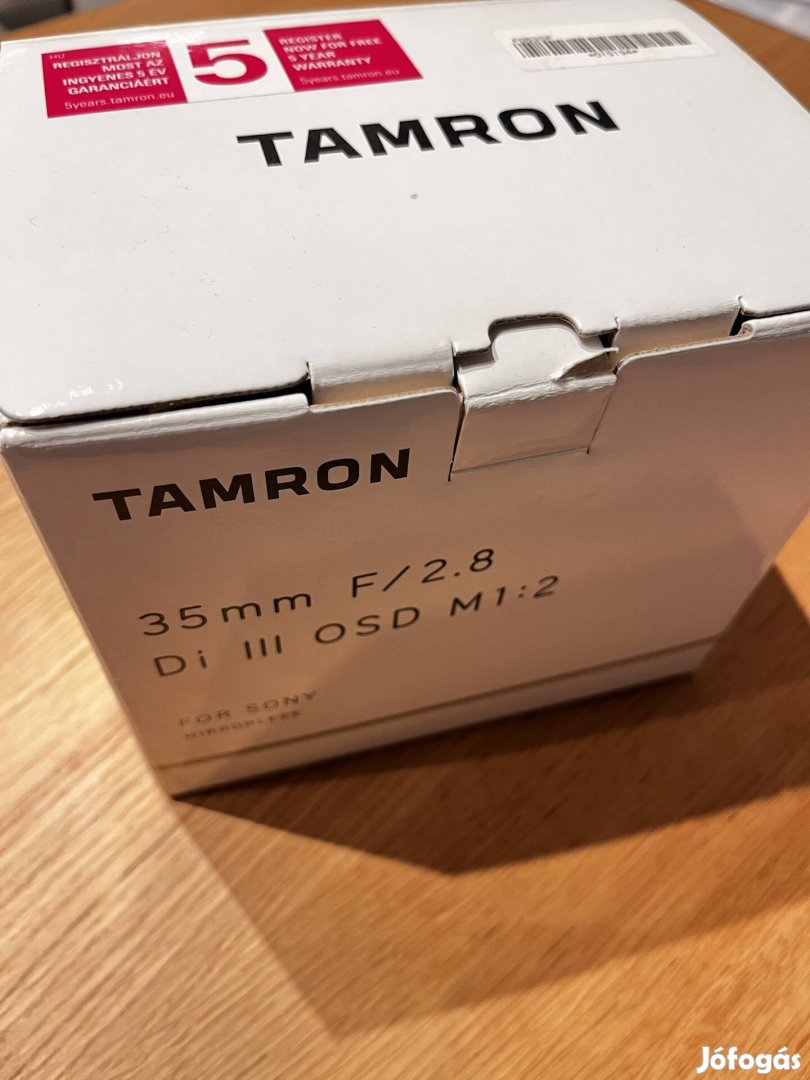 HU
REGISZTRÁLJON
MOST AZ
INGYENES 5 ÉV
GARANCIÁÉRT
5years.tamron.eu
5
REGISTER
NOW FOR FREE
5 YEAR
WARRANTY
5years.tamron.eu
TAMRON
TAMRON
35mm F/2.8
Di III OSD M1:2
FOR SONY
MIRRORLESS
Jófogás